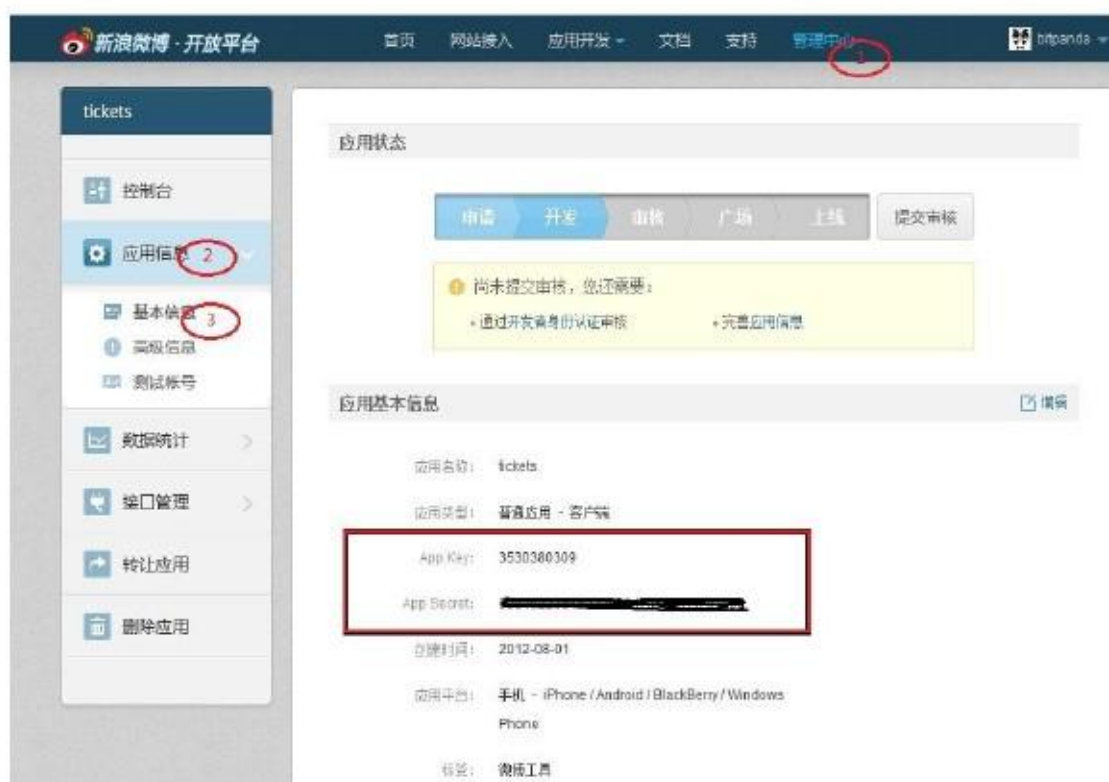 新浪微博·开放平台 首页 网站接入 应用开发 文档 支持 管理中心 bitpanda
1
tickets
控制台
应用信息 2
基本信息 3
高级信息
测试帐号
数据统计
接口管理
转让应用
删除应用
应用状态
申请 开发 审核 广场 上线 提交审核
尚未提交审核，您还需要：
·通过开发者身份认证审核 ·完善应用信息
应用基本信息 编辑
应用名称： tickets
应用类型： 普通应用 - 客户端
App Key: 3530380309
App Secret:
创建时间： 2012-08-01
应用平台： 手机 - iPhone / Android / BlackBerry / Windows
Phone
标签： 微博工具